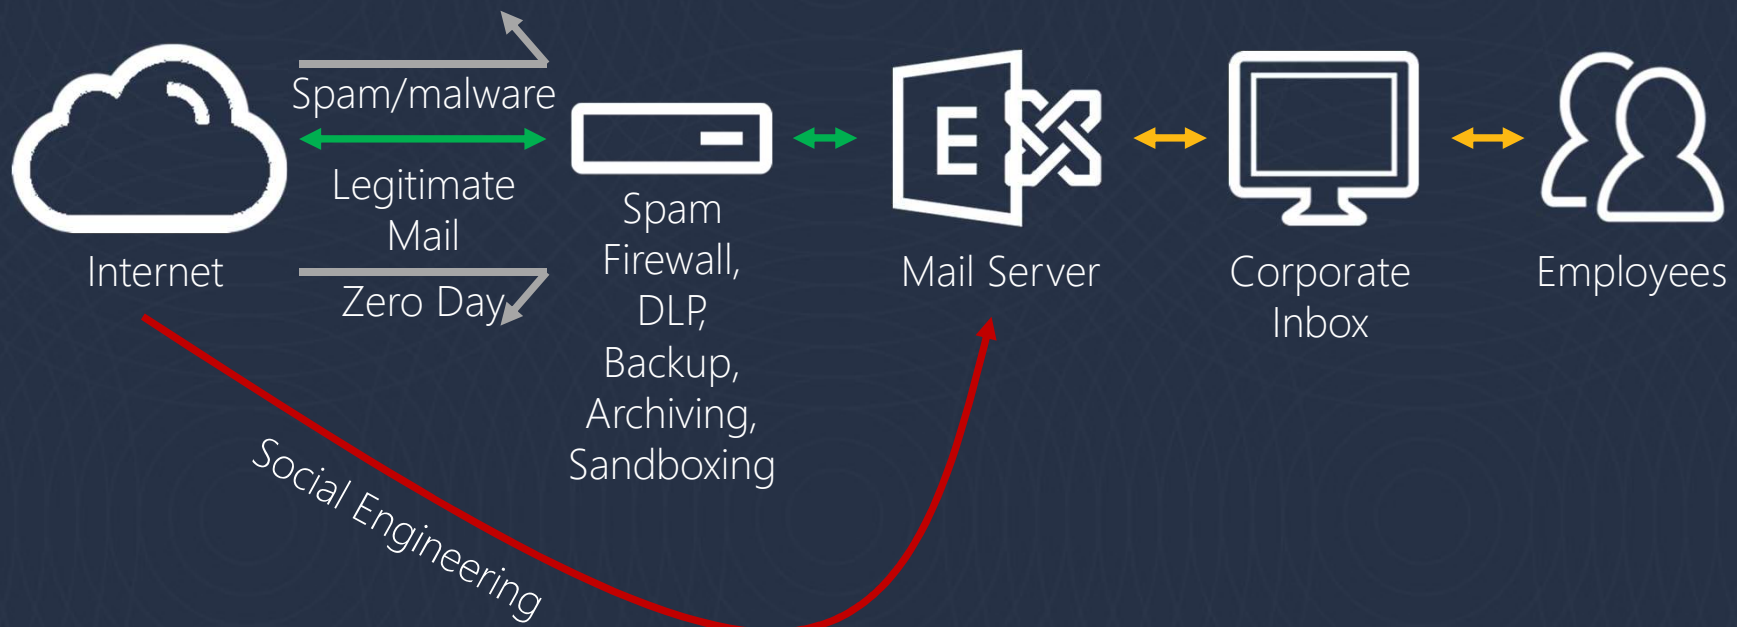 Spam/malware
Legitimate
Mail
Zero Day
Internet
Spam
Firewall,
DLP,
Backup,
Archiving,
Sandboxing
E
Mail Server
Corporate
Inbox
Employees
Social Engineering